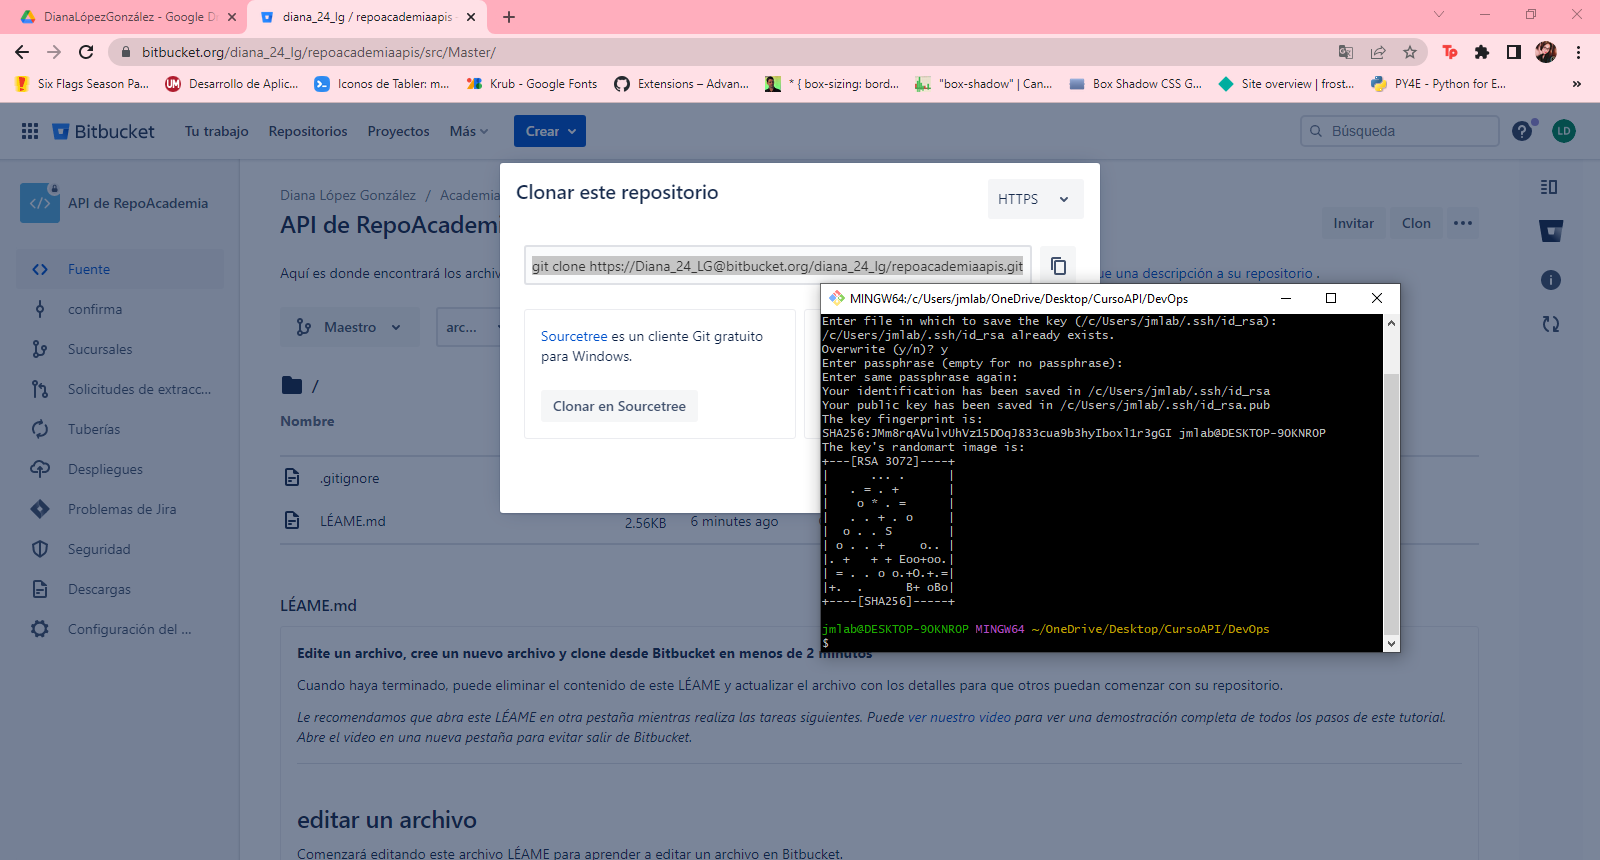 DianaLópezGonzález - Google D
diana_24_lg / repoacademiaapis
bitbucket.org/diana_24_lg/repoacademiaapis/src/Master/
Six Flags Season Pa...
Desarrollo de Aplic...
Iconos de Tabler: m...
Krub - Google Fonts
Extensions – Advan...
* { box-sizing: bord...
"box-shadow" | Can...
Box Shadow CSS G...
Site overview | frost...
PY4E - Python for E...
»
Bitbucket
Tu trabajo
Repositorios
Proyectos
Más
Crear
Búsqueda
LD
API de RepoAcademia
Fuente
confirma
Sucursales
Solicitudes de extracc...
Tuberías
Despliegues
Problemas de Jira
Seguridad
Descargas
Configuración del ...
Diana López González / Academia
API de RepoAcademi
Invitar
Clon
Aquí es donde encontrará los archiv
que una descripción a su repositorio .
Maestro
arc...
/
Nombre
.gitignore
LÉAME.md
2.56KB
6 minutes ago
Clonar este repositorio
HTTPS
git clone https://Diana_24_LG@bitbucket.org/diana_24_lg/repoacademiaapis.git
Sourcetree es un cliente Git gratuito
para Windows.
Clonar en Sourcetree
MINGW64:/c/Users/jmlab/OneDrive/Desktop/CursoAPI/DevOps
Enter file in which to save the key (/c/Users/jmlab/.ssh/id_rsa):
/c/Users/jmlab/.ssh/id_rsa already exists.
Overwrite (y/n)? y
Enter passphrase (empty for no passphrase):
Enter same passphrase again:
Your identification has been saved in /c/Users/jmlab/.ssh/id_rsa
Your public key has been saved in /c/Users/jmlab/.ssh/id_rsa.pub
The key fingerprint is:
SHA256:JMm8rqAVulvUhVz15DOqJ833cua9b3hyIboxl1r3gGI jmlab@DESKTOP-9OKNROP
The key's randomart image is:
+---[RSA 3072]----+
|      ... .      |
|   . = . +       |
|    o * . =      |
|   . . + . o     |
|  o . . S        |
| o . . +     o.. |
|. +   + + Eoo+oo.|
| = . . o o.+O.+.=|
|+.  .      B+ oBo|
+----[SHA256]-----+
jmlab@DESKTOP-9OKNROP MINGW64 ~/OneDrive/Desktop/CursoAPI/DevOps
$
LÉAME.md
Edite un archivo, cree un nuevo archivo y clone desde Bitbucket en menos de 2 minutos
Cuando haya terminado, puede eliminar el contenido de este LÉAME y actualizar el archivo con los detalles para que otros puedan comenzar con su repositorio.
Le recomendamos que abra este LÉAME en otra pestaña mientras realiza las tareas siguientes. Puede ver nuestro video para ver una demostración completa de todos los pasos de este tutorial.
Abre el video en una nueva pestaña para evitar salir de Bitbucket.
editar un archivo
Comenzará editando este archivo LÉAME para aprender a editar un archivo en Bitbucket.